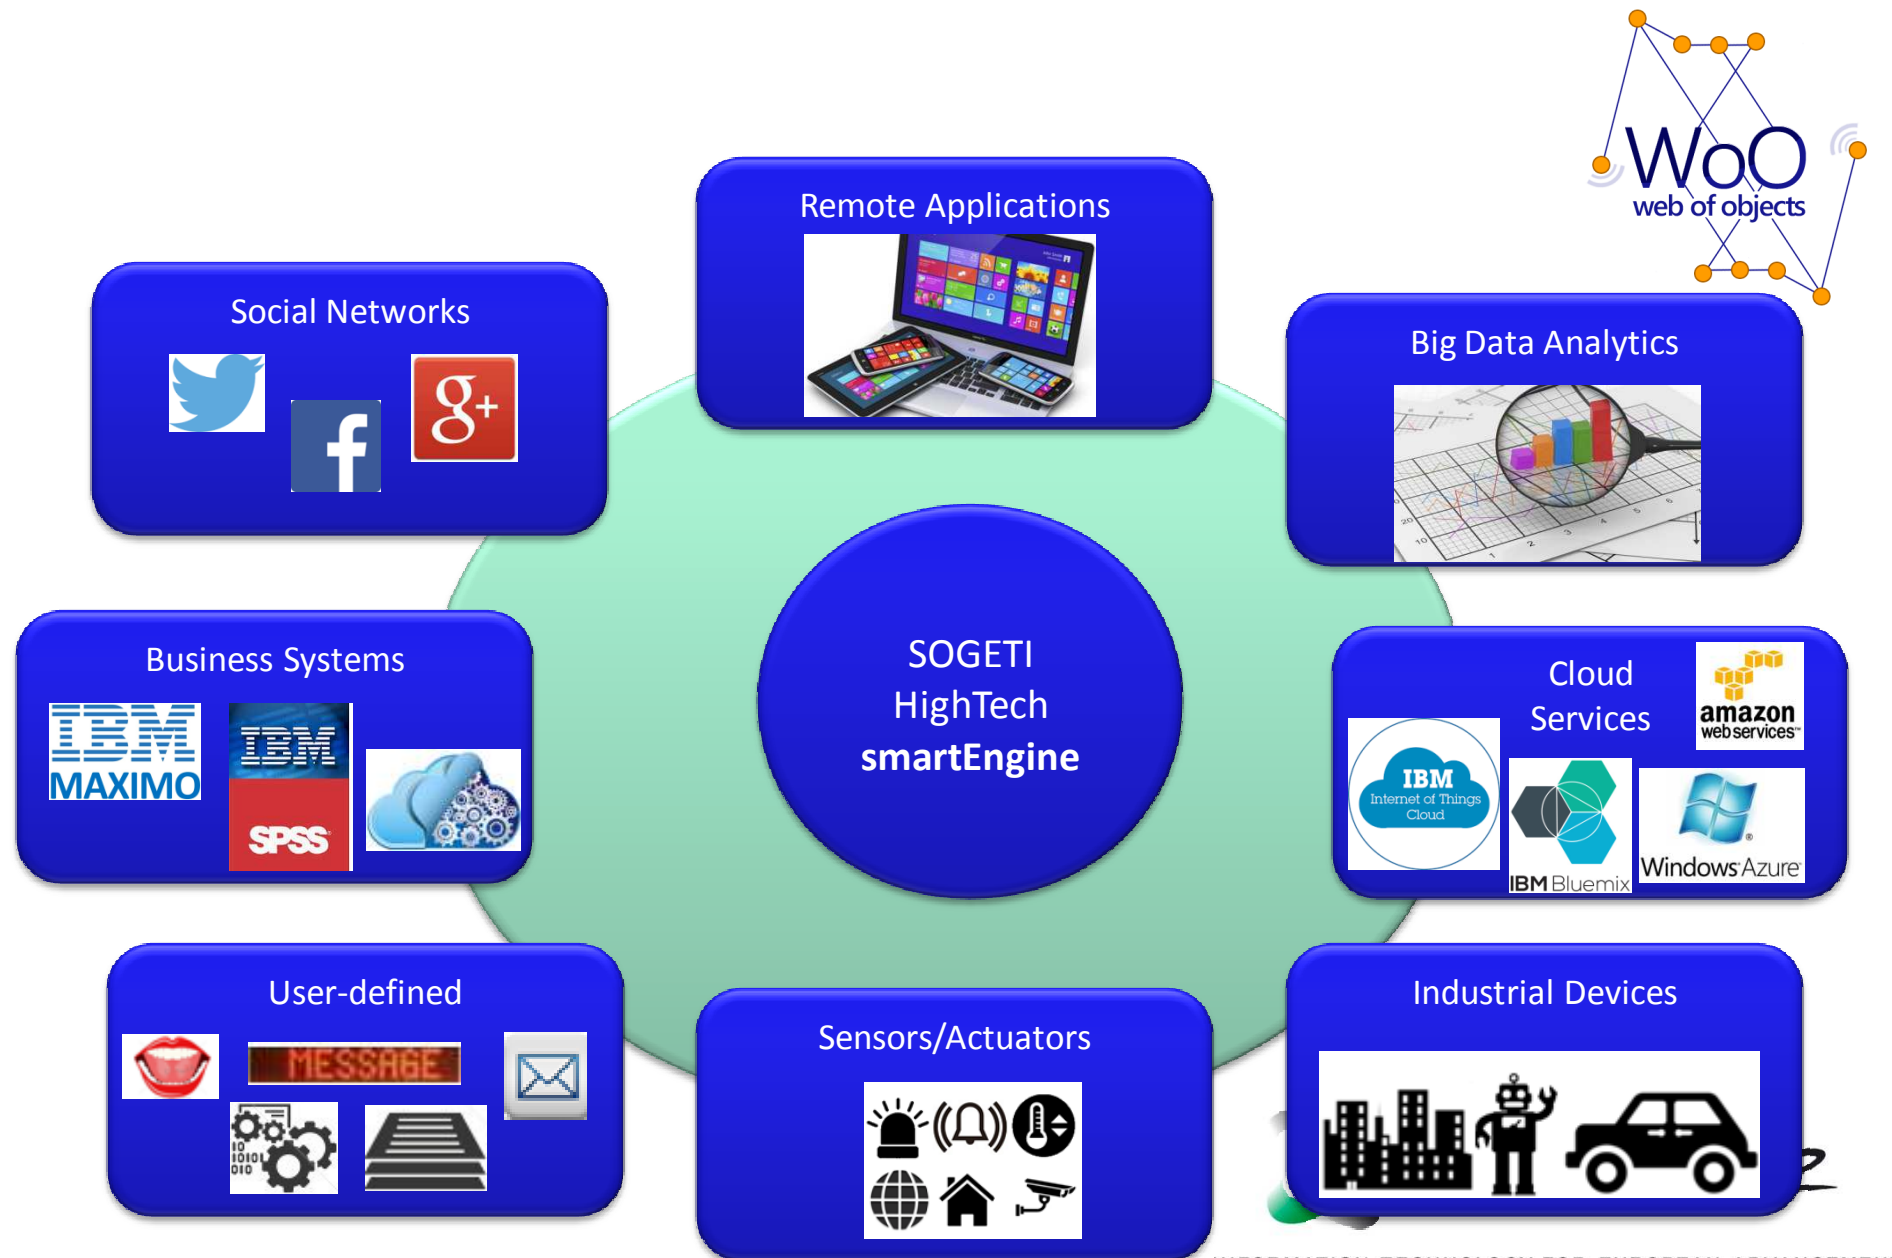 WoO
web of objects
Remote Applications
Social Networks
g+
f
Big Data Analytics
SOGETI
HighTech
smartEngine
Business Systems
IBM
MAXIMO
IBM
SPSS
Cloud
Services
amazon
web services™
IBM
Internet of Things
Cloud
IBM Bluemix
Windows Azure
User-defined
MESSAGE
Sensors/Actuators
Industrial Devices